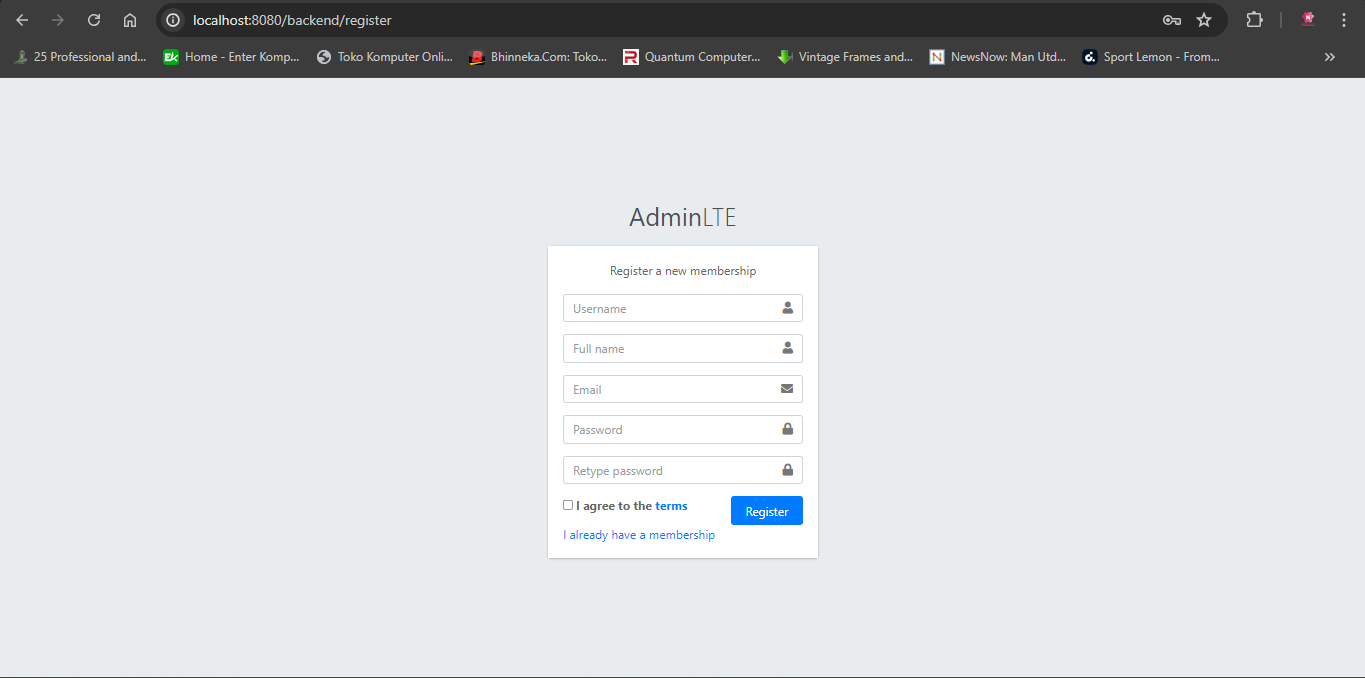 localhost:8080/backend/register
25 Professional and...
EK Home - Enter Komp...
Toko Komputer Onli...
Bhinneka.Com: Toko...
R Quantum Computer...
Vintage Frames and...
N NewsNow: Man Utd...
Sport Lemon - From...
AdminLTE
Register a new membership
Username
Full name
Email
Password
Retype password
I agree to the terms
Register
I already have a membership